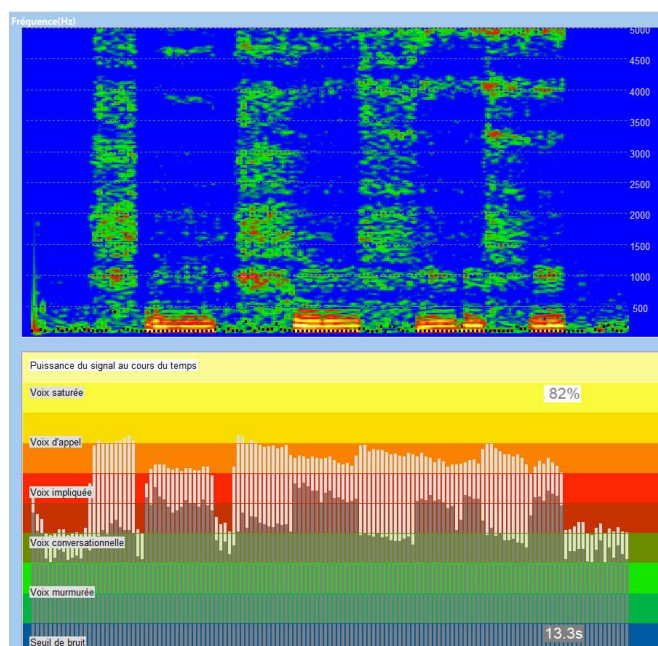 Fréquence(Hz)
5000
4500
4000
3500
3000
2500
2000
1500
1000
500
Puissance du signal au cours du temps
Voix saturée
82%
Voix d'appel
Voix impliquée
Voix conversationnelle
Voix murmurée
13.3s
Seuil de bruit